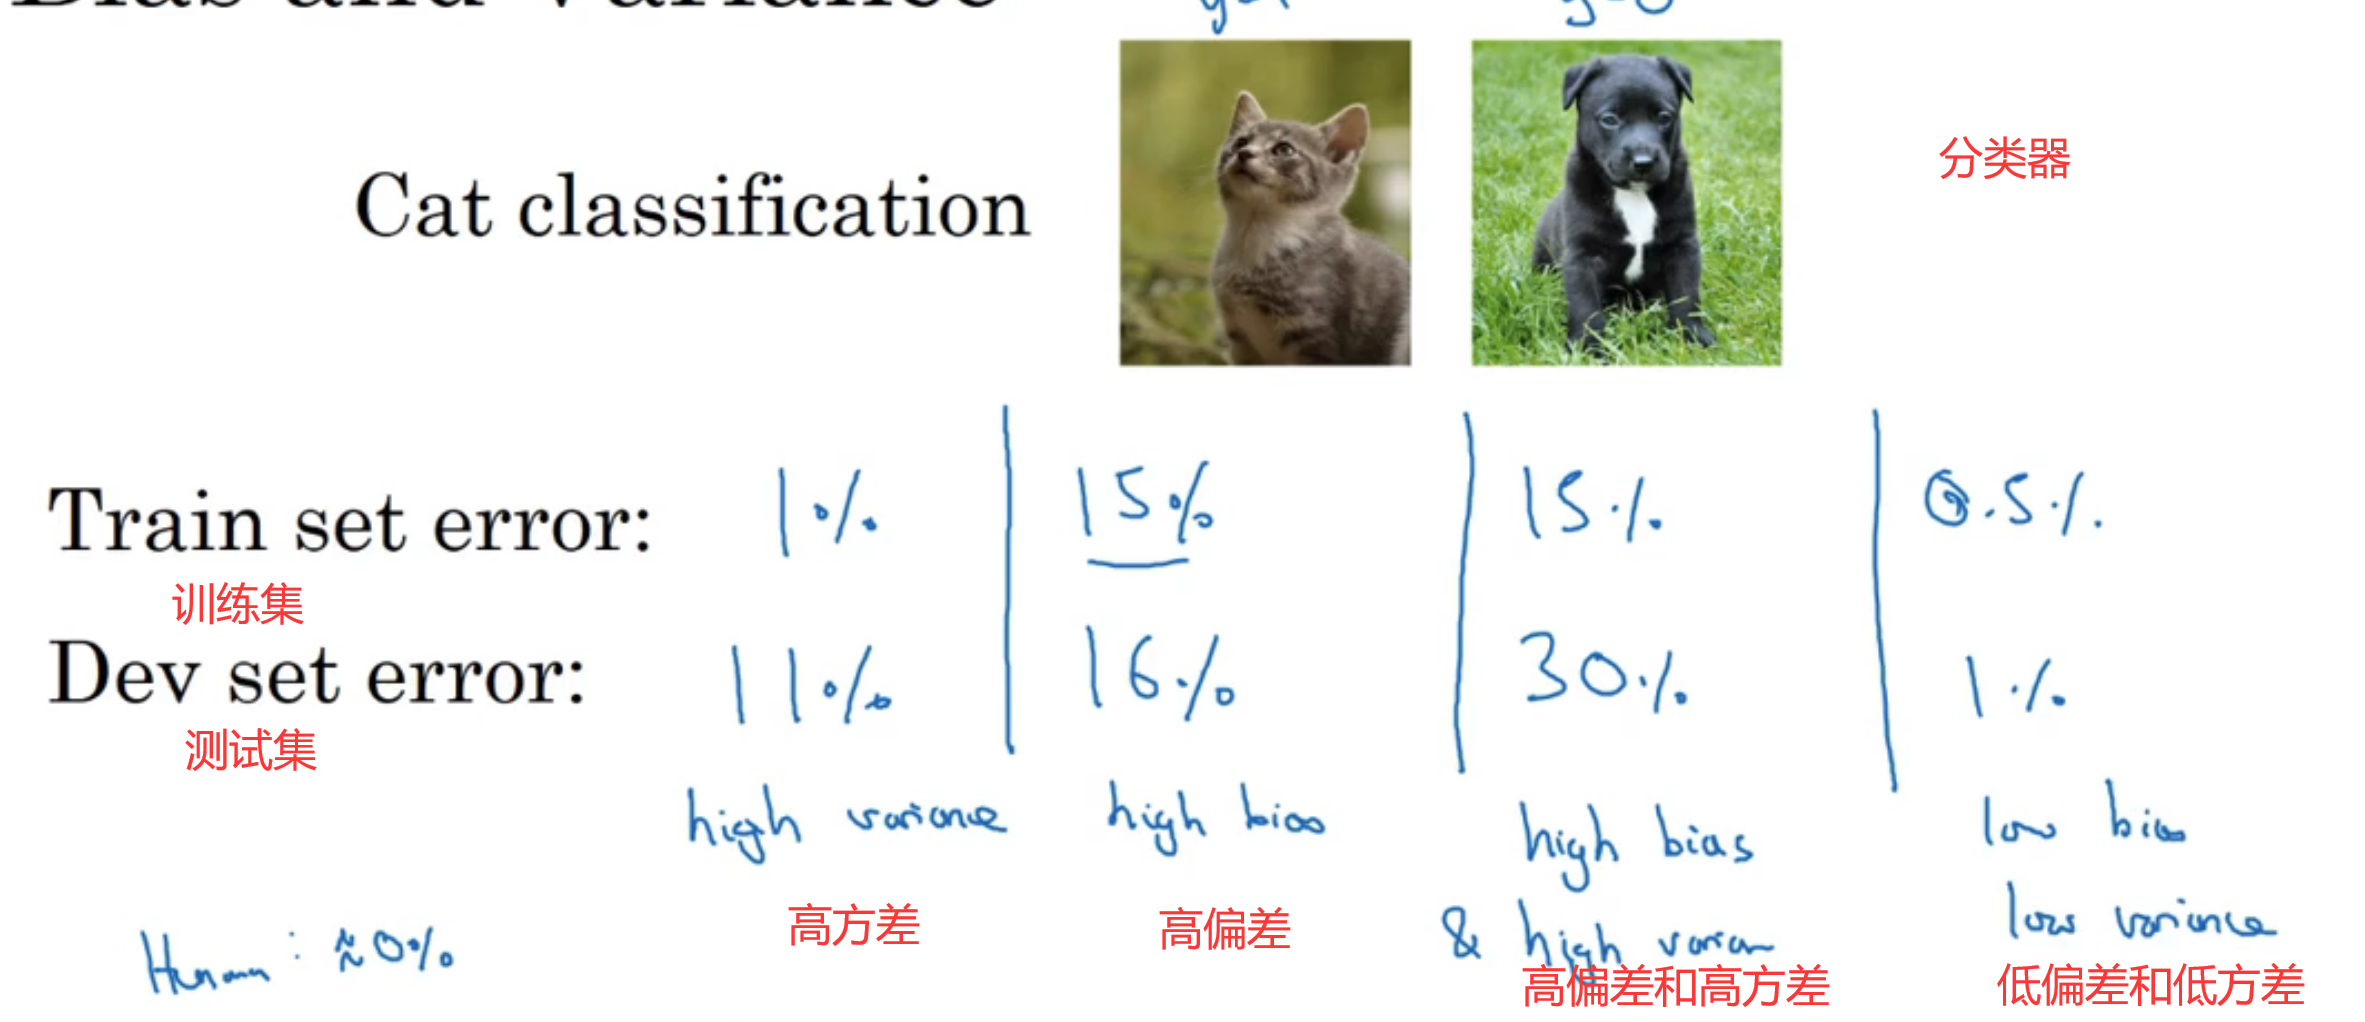 Bias and Variance
Cat classification
分类器
Train set error: 1% 15% 15% 0.5%
训练集
Dev set error: 11% 16% 30% 1%
测试集
high variance high bias high bias low bias
& high low variance
高方差 高偏差 高偏差和高方差 低偏差和低方差
Human: ≈0%